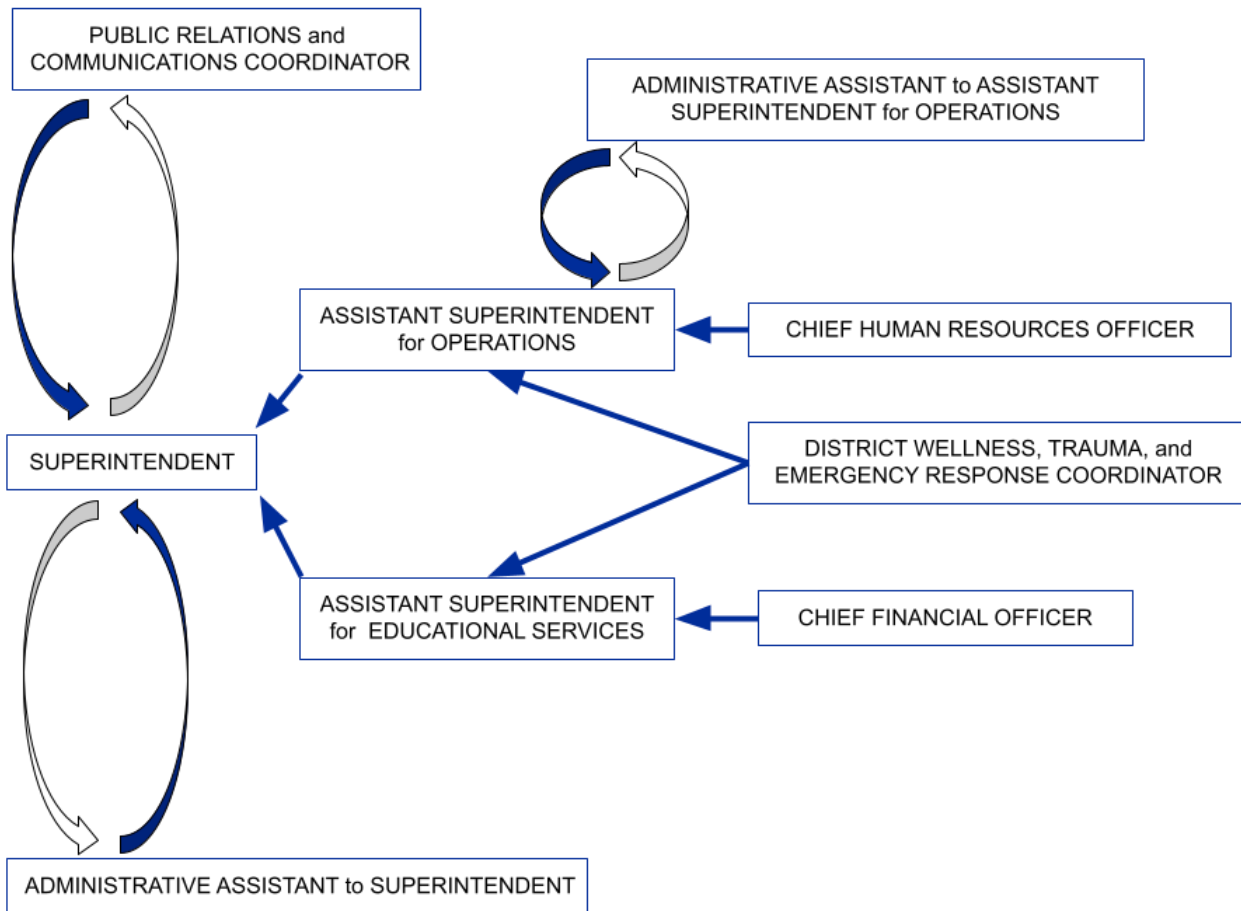 PUBLIC RELATIONS and
COMMUNICATIONS COORDINATOR
ADMINISTRATIVE ASSISTANT to ASSISTANT
SUPERINTENDENT for OPERATIONS
ASSISTANT SUPERINTENDENT
for OPERATIONS
CHIEF HUMAN RESOURCES OFFICER
SUPERINTENDENT
DISTRICT WELLNESS, TRAUMA, and
EMERGENCY RESPONSE COORDINATOR
ASSISTANT SUPERINTENDENT
for EDUCATIONAL SERVICES
CHIEF FINANCIAL OFFICER
ADMINISTRATIVE ASSISTANT to SUPERINTENDENT